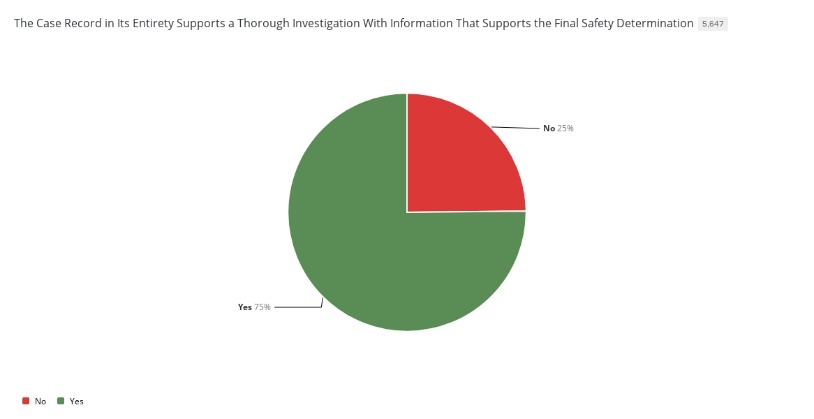 The Case Record in Its Entirety Supports a Thorough Investigation With Information That Supports the Final Safety Determination 5,647
No 25%
Yes 75%
No Yes